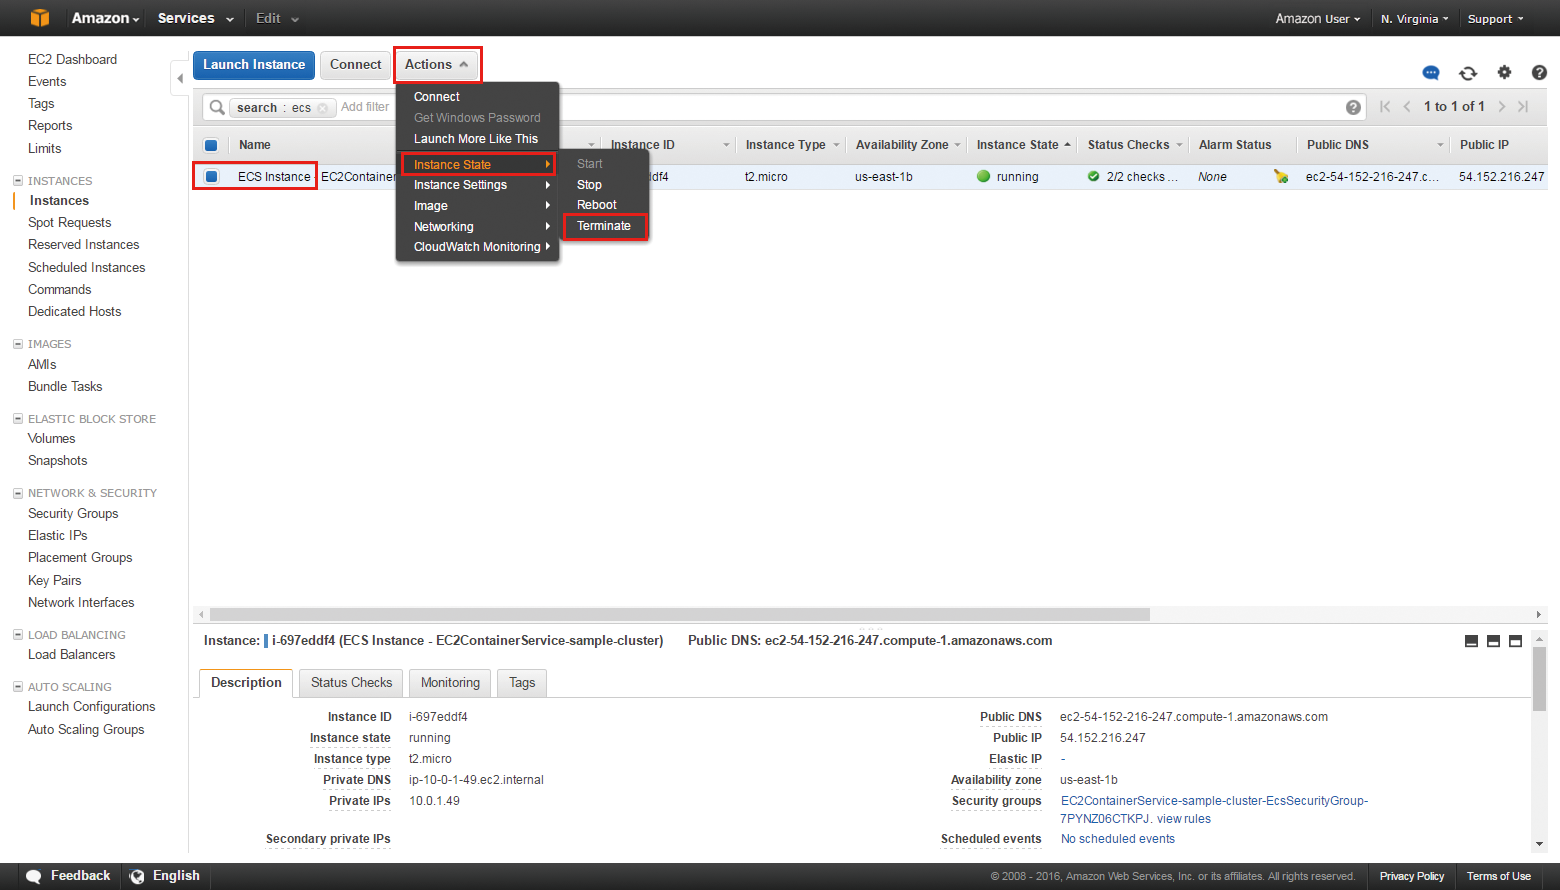 Amazon Services Edit Amazon User N. Virginia Support
EC2 Dashboard
Events
Tags
Reports
Limits
INSTANCES
Instances
Spot Requests
Reserved Instances
Scheduled Instances
Commands
Dedicated Hosts
IMAGES
AMIs
Bundle Tasks
ELASTIC BLOCK STORE
Volumes
Snapshots
NETWORK & SECURITY
Security Groups
Elastic IPs
Placement Groups
Key Pairs
Network Interfaces
LOAD BALANCING
Load Balancers
AUTO SCALING
Launch Configurations
Auto Scaling Groups
Launch Instance Connect Actions
search : ecs Add filter 1 to 1 of 1
Name Instance ID Instance Type Availability Zone Instance State Status Checks Alarm Status Public DNS Public IP
ECS Instance - EC2Container ddf4 t2.micro us-east-1b running 2/2 checks ... None ec2-54-152-216-247.c... 54.152.216.247
Connect
Get Windows Password
Launch More Like This
Instance State
Instance Settings
Image
Networking
CloudWatch Monitoring
Start
Stop
Reboot
Terminate
Instance: i-697eddf4 (ECS Instance - EC2ContainerService-sample-cluster) Public DNS: ec2-54-152-216-247.compute-1.amazonaws.com
Description Status Checks Monitoring Tags
Instance ID i-697eddf4 Public DNS ec2-54-152-216-247.compute-1.amazonaws.com
Instance state running Public IP 54.152.216.247
Instance type t2.micro Elastic IP -
Private DNS ip-10-0-1-49.ec2.internal Availability zone us-east-1b
Private IPs 10.0.1.49 Security groups EC2ContainerService-sample-cluster-EcsSecurityGroup-
7PYNZ06CTKPJ. view rules
Secondary private IPs Scheduled events No scheduled events
Feedback English © 2008 - 2016, Amazon Web Services, Inc. or its affiliates. All rights reserved. Privacy Policy Terms of Use